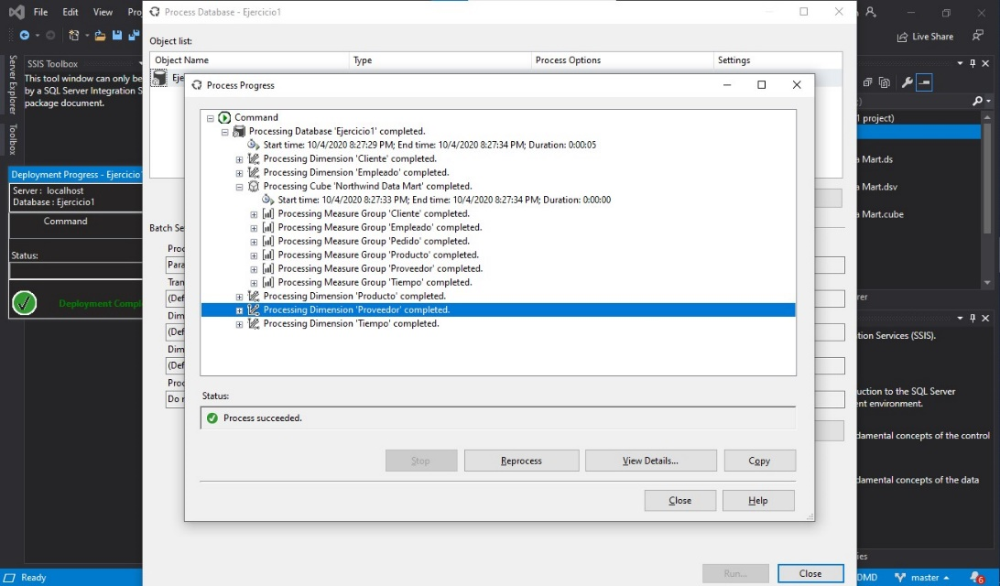 File Edit View Pro
Process Database - Ejercicio1
Live Share
Server Explorer
Toolbox
SSIS Toolbox
This tool window can only be
by a SQL Server Integration S
package document.
Object list:
Object Name Type Process Options Settings
Eje
Process Progress
Command
Processing Database 'Ejercicio1' completed.
Start time: 10/4/2020 8:27:29 PM; End time: 10/4/2020 8:27:34 PM; Duration: 0:00:05
Processing Dimension 'Cliente' completed.
Processing Dimension 'Empleado' completed.
Processing Cube 'Northwind Data Mart' completed.
Start time: 10/4/2020 8:27:33 PM; End time: 10/4/2020 8:27:34 PM; Duration: 0:00:00
Processing Measure Group 'Cliente' completed.
Processing Measure Group 'Empleado' completed.
Processing Measure Group 'Pedido' completed.
Processing Measure Group 'Producto' completed.
Processing Measure Group 'Proveedor' completed.
Processing Measure Group 'Tiempo' completed.
Processing Dimension 'Producto' completed.
Processing Dimension 'Proveedor' completed.
Processing Dimension 'Tiempo' completed.
Status:
Process succeeded.
Stop Reprocess View Details... Copy
Close Help
Deployment Progress - Ejercicio
Server : localhost
Database : Ejercicio1
Command
Status:
Deployment Comple
Batch Se
Proc
Para
Tran
(Def
Dim
(Def
Dim
(Def
Proc
Do n
Run... Close
1 project)
a Mart.ds
a Mart.dsv
a Mart.cube
rer
tion Services (SSIS).
uction to the SQL Server
ent environment.
damental concepts of the control
damental concepts of the data
ies
Ready
DMD master 6